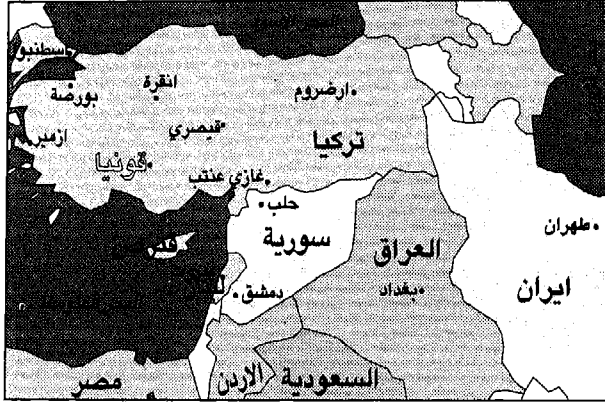 سطنبو
انقرة
بورصة
ارضروم
ازمير
قيصري
تركيا
قونيا
غازي عنتب
حلب
سورية
العراق
طهران
دمشق
بغداد
ايران
مصر
الاردن
السعودية